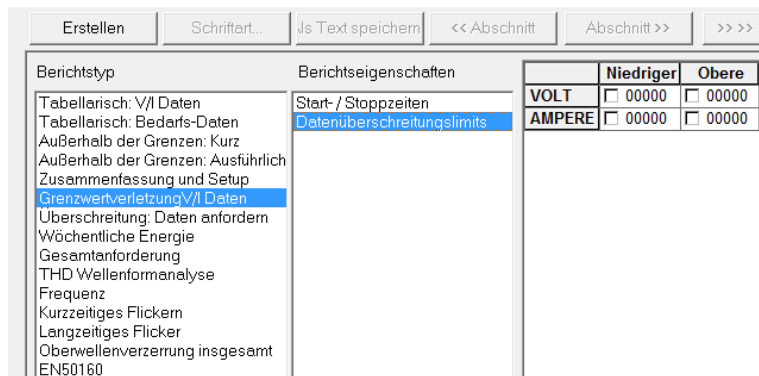 Erstellen Schriftart... ls Text speichern << Abschnitt Abschnitt >> >> >>
Berichtstyp
Tabellarisch: V/I Daten
Tabellarisch: Bedarfs-Daten
Außerhalb der Grenzen: Kurz
Außerhalb der Grenzen: Ausführlich
Zusammenfassung und Setup
GrenzwertverletzungV/I Daten
Überschreitung: Daten anfordern
Wöchentliche Energie
Gesamtanforderung
THD Wellenformanalyse
Frequenz
Kurzzeitiges Flickern
Langzeitiges Flicker
Oberwellenverzerrung insgesamt
EN50160
Berichtseigenschaften
Start- / Stoppzeiten
Datenüberschreitungslimits
Niedriger Obere
VOLT 00000 00000
AMPERE 00000 00000